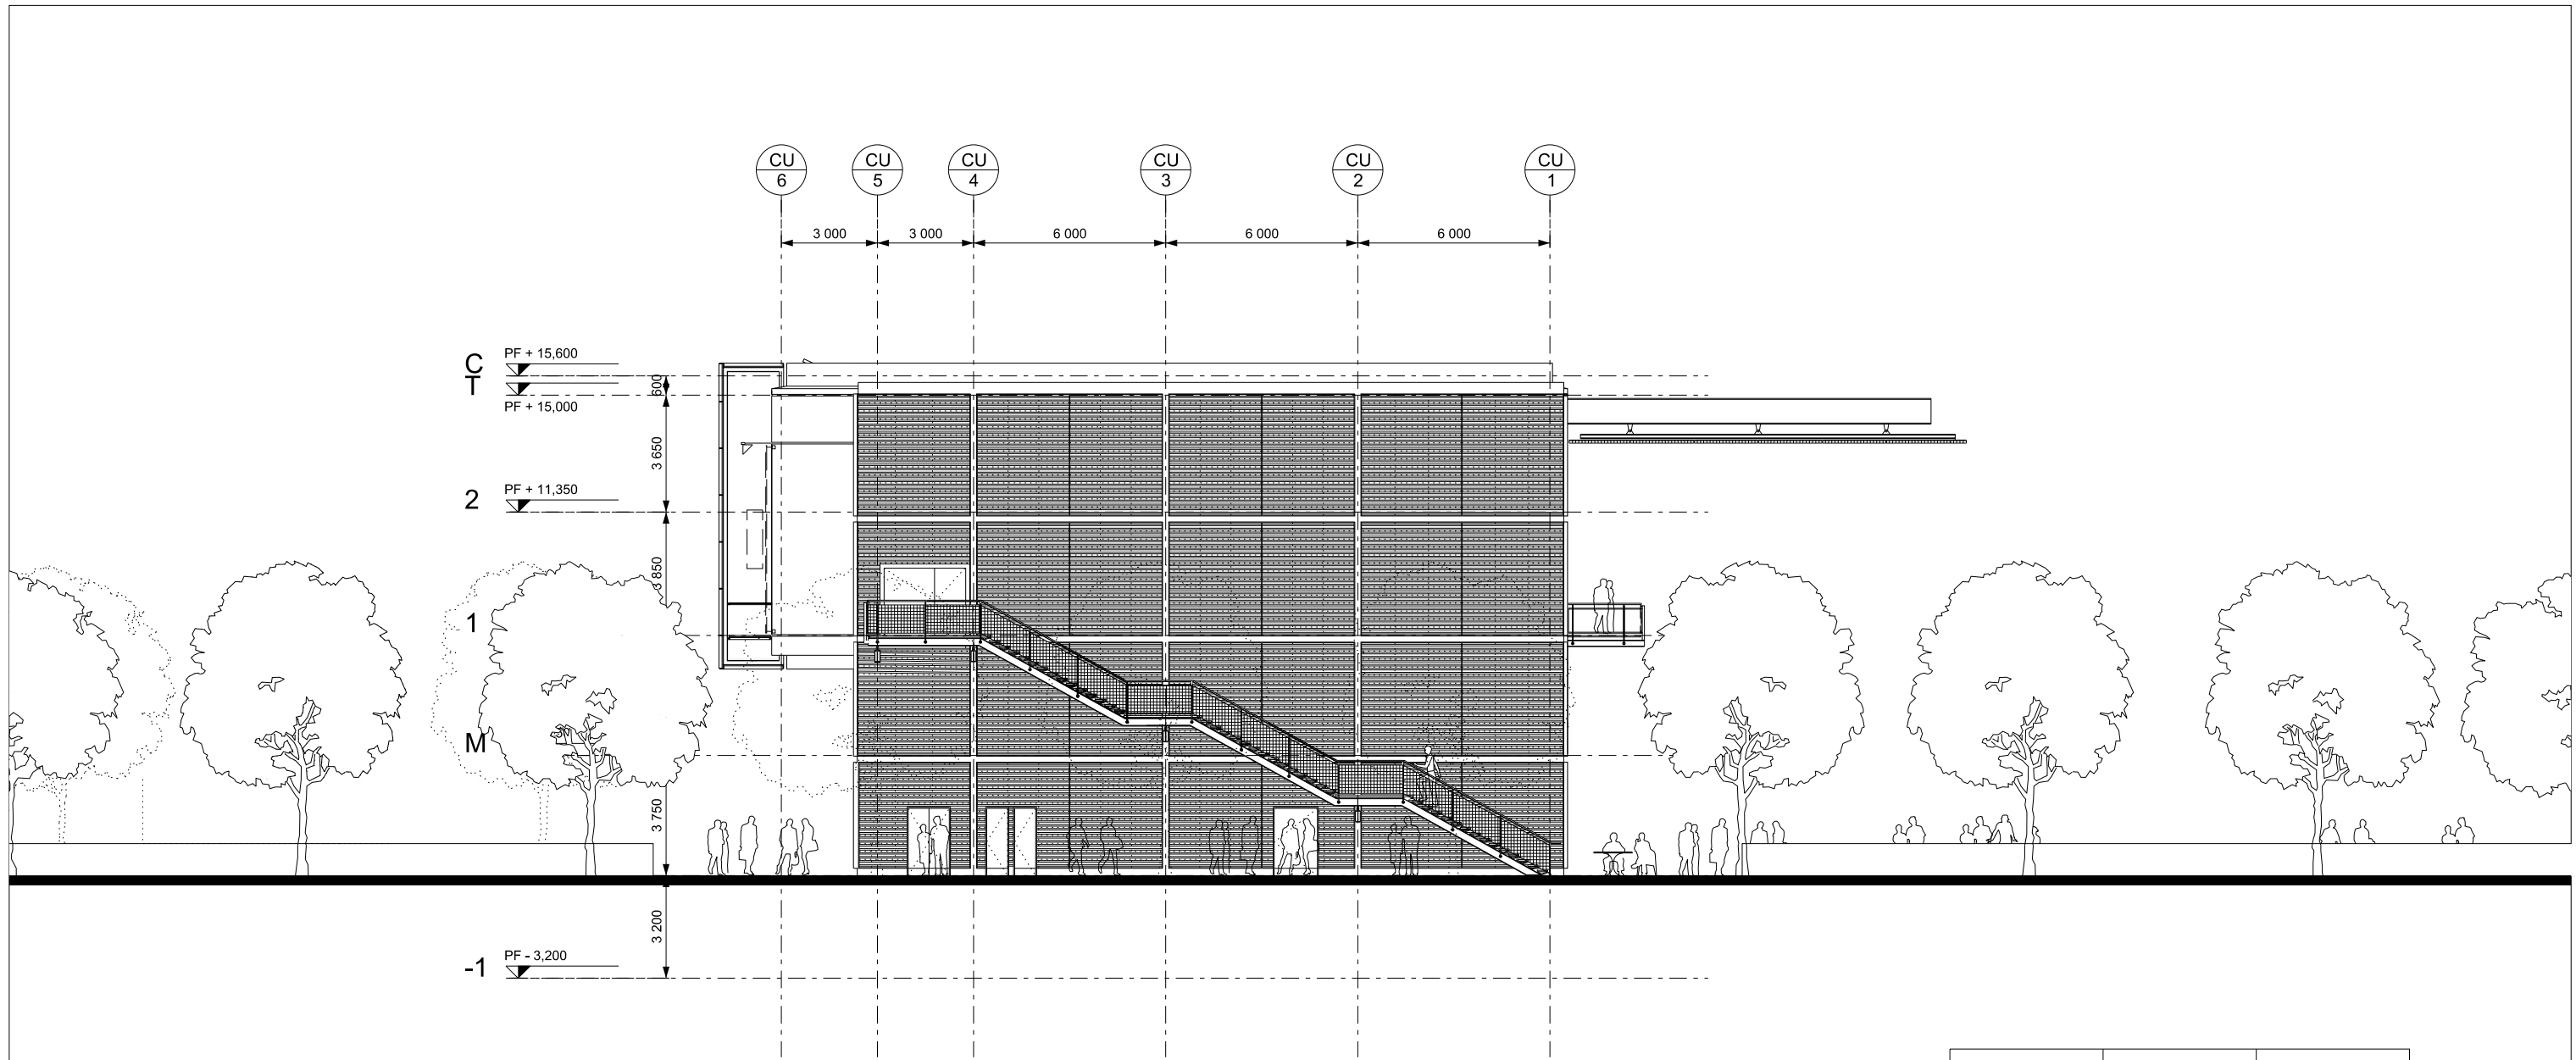 CU CU CU CU CU CU
6 5 4 3 2 1
3 000 3 000 6 000 6 000 6 000
C PF + 15,600
T
PF + 15,000
600
3 650
2 PF + 11,350
3 850
1
M
3 750
3 200
-1 PF - 3,200